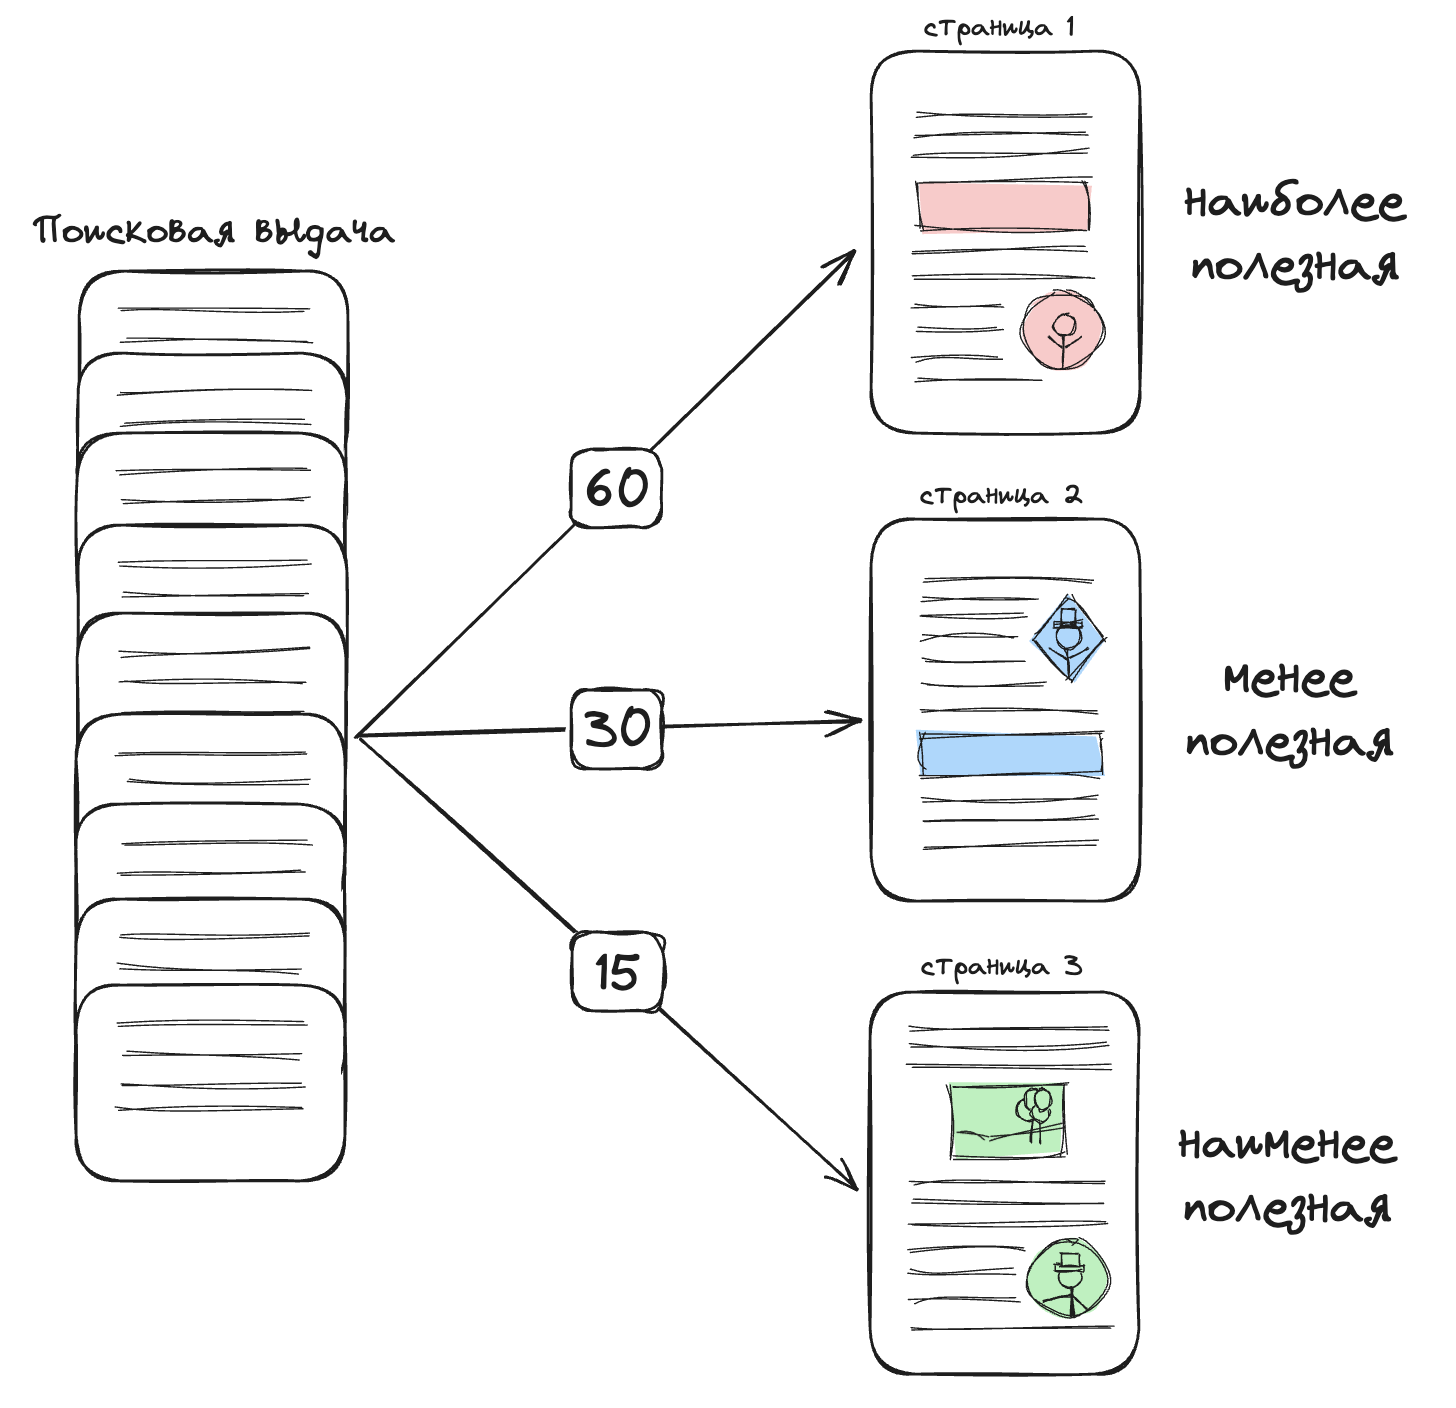 Поисковая выдача
60
30
15
страница 1
Наиболее
полезная
страница 2
менее
полезная
страница 3
Наименее
полезная